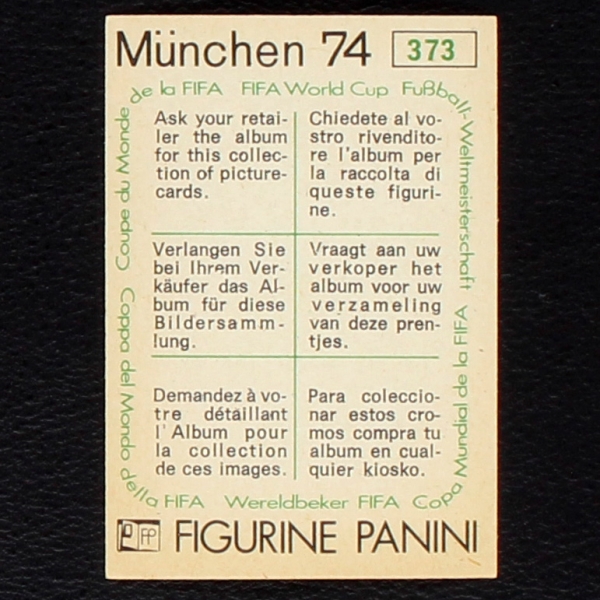 München 74 373
de la FIFA FIFA World Cup Fußball-Weltmeisterschaft
Coupe du Monde
Ask your retai-
ler the album
for this collec-
tion of picture-
cards.
Chiedete al vo-
stro rivendito-
re l'album per
la raccolta di
queste figuri-
ne.
Verlangen Sie
bei Ihrem Ver-
käufer das Al-
bum für diese
Bildersamm-
lung.
Vraagt aan uw
verkoper het
album voor uw
verzameling
van deze pren-
tjes.
Demandez à vo-
tre détaillant
l'Album pour
la collection
de ces images.
Para coleccio-
nar estos cro-
mos compra tu
album en cual-
quier kiosko.
Coppa del Mondo
della FIFA Wereldbeker FIFA Copa Mundial de la FIFA
FP FIGURINE PANINI